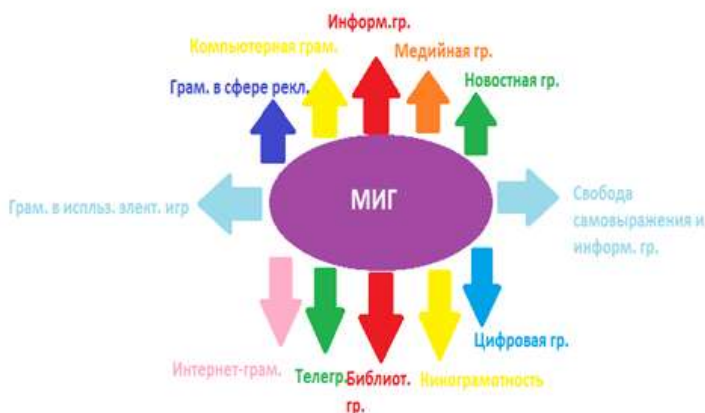 Информ.гр.
Компьютерная грам.
Медийная гр.
Грам. в сфере рекл.
Новостная гр.
Грам. в испльз. элект. игр
МИГ
Свобода
самовыражения и
информ. гр.
Цифровая гр.
Интернет-грам.
Телегр.
Библиот.
гр.
Кинограмотность